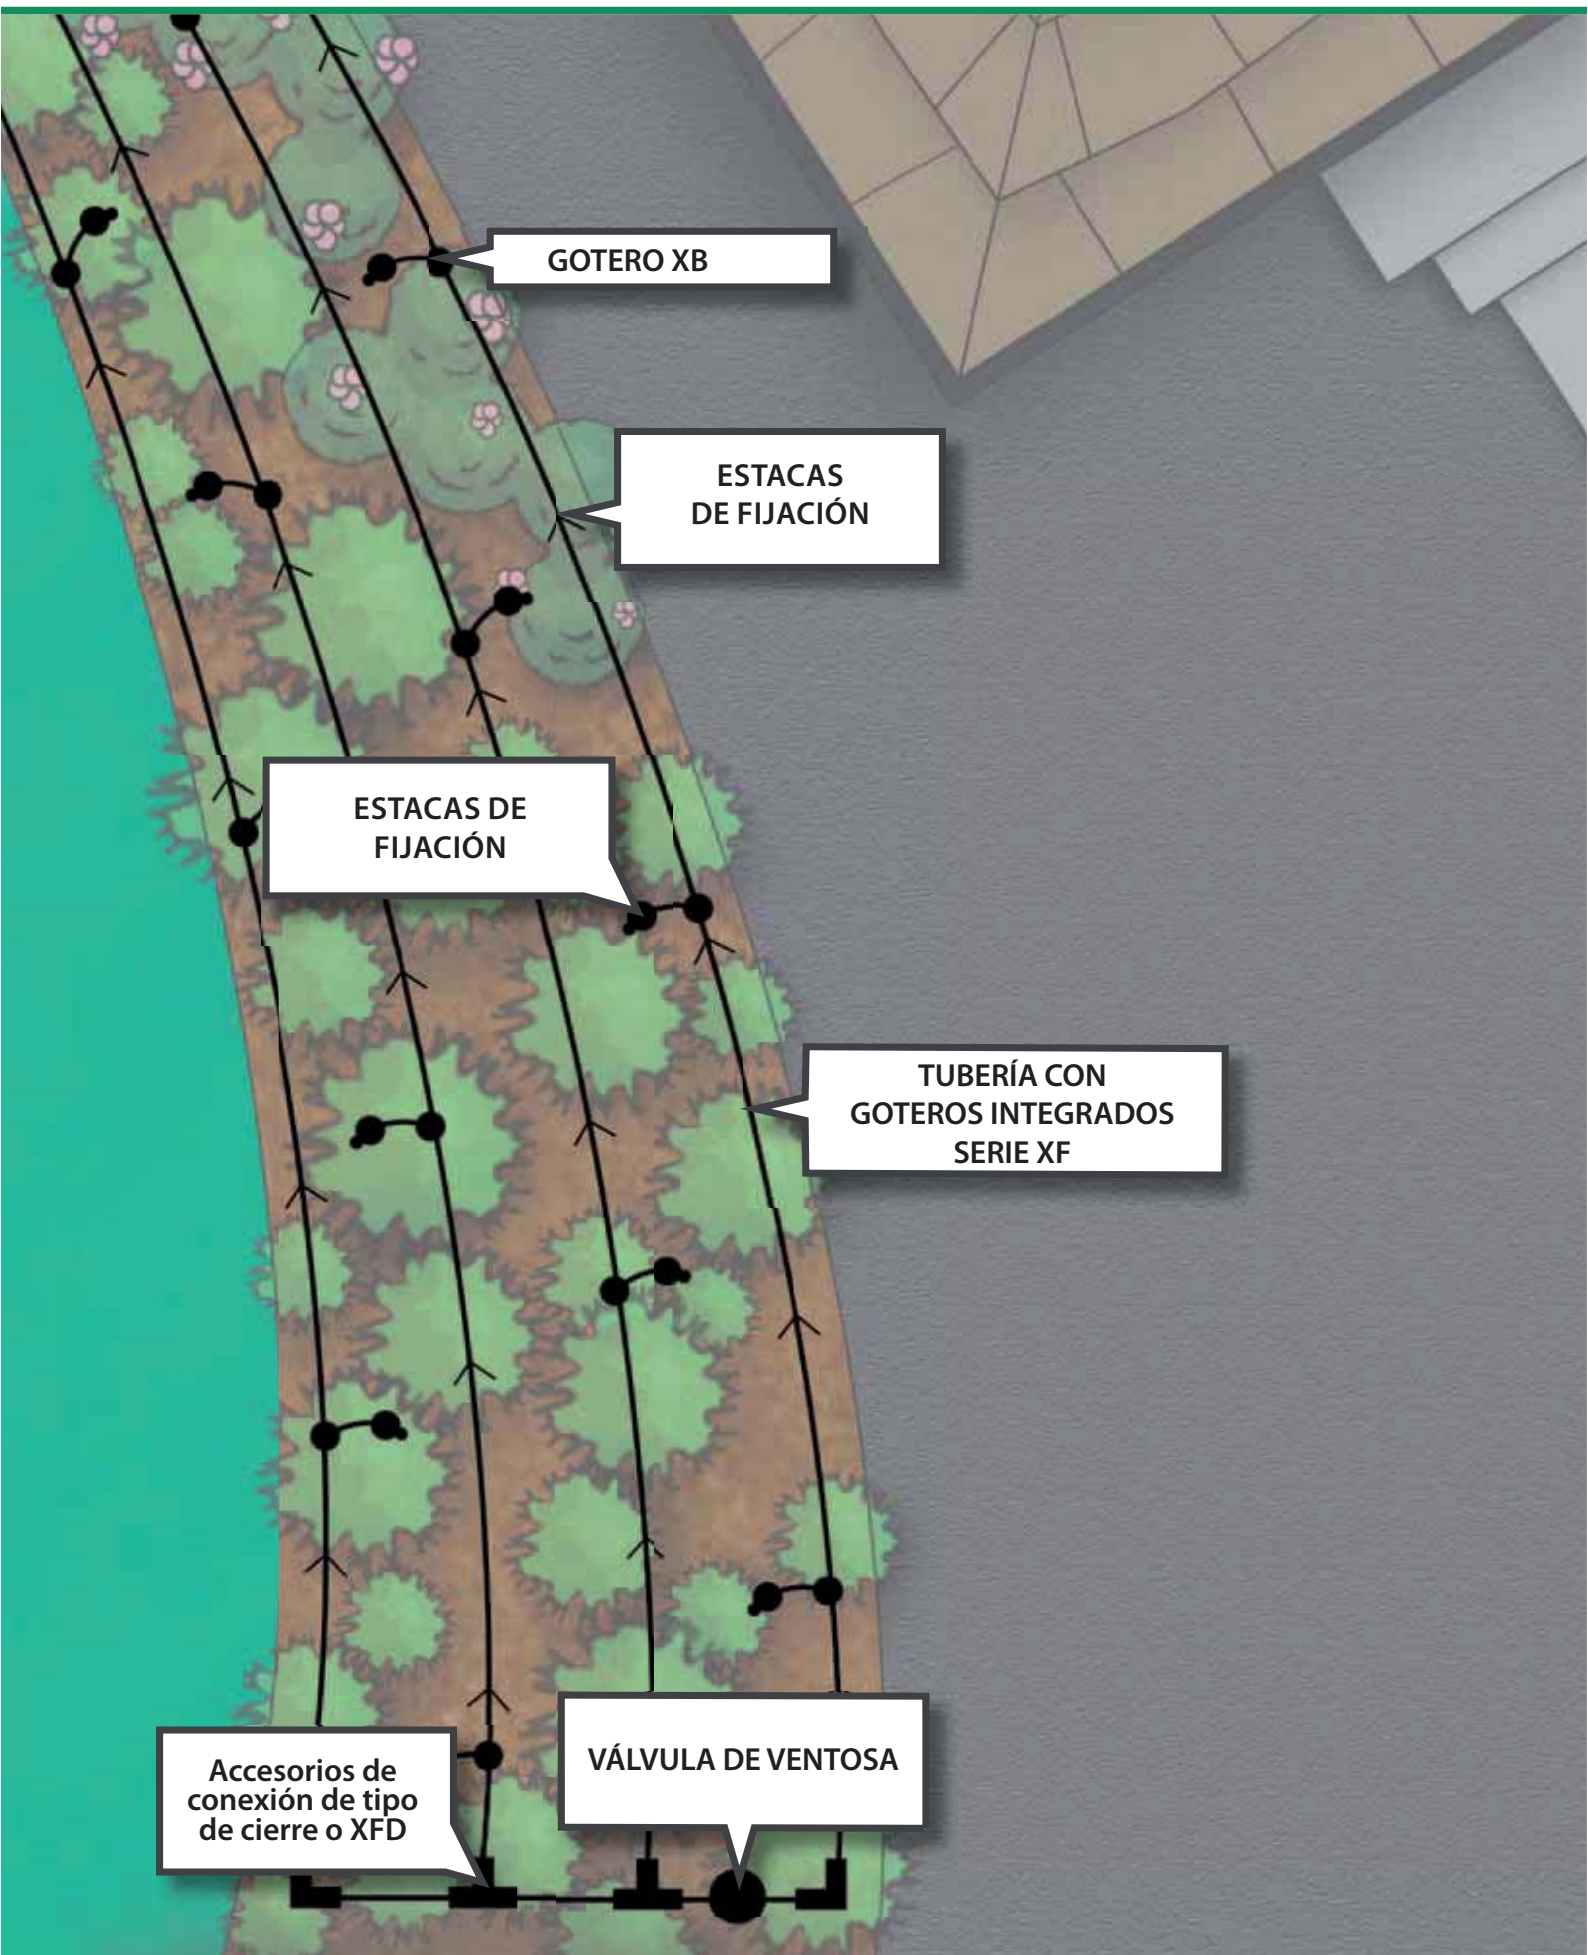 GOTERO XB
ESTACAS
DE FIJACIÓN
ESTACAS DE
FIJACIÓN
TUBERÍA CON
GOTEROS INTEGRADOS
SERIE XF
Accesorios de
conexión de tipo
de cierre o XFD
VÁLVULA DE VENTOSA